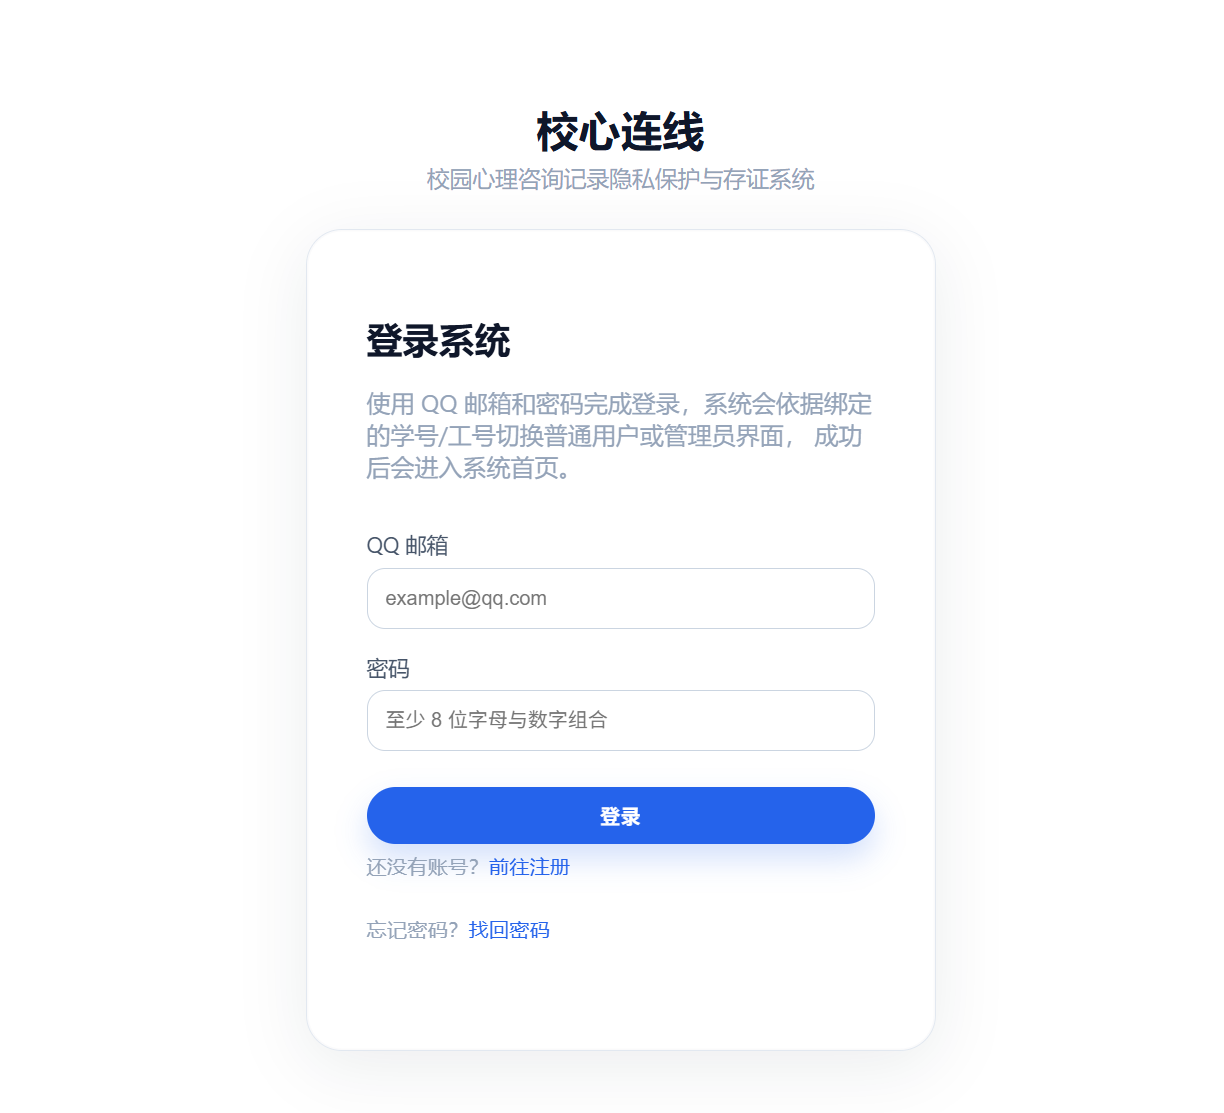 校心连线
校园心理咨询记录隐私保护与存证系统
登录系统
使用 QQ 邮箱和密码完成登录，系统会依据绑定
的学号/工号切换普通用户或管理员界面， 成功
后会进入系统首页。
QQ 邮箱
example@qq.com
密码
至少 8 位字母与数字组合
登录
还没有账号？前往注册
忘记密码？找回密码